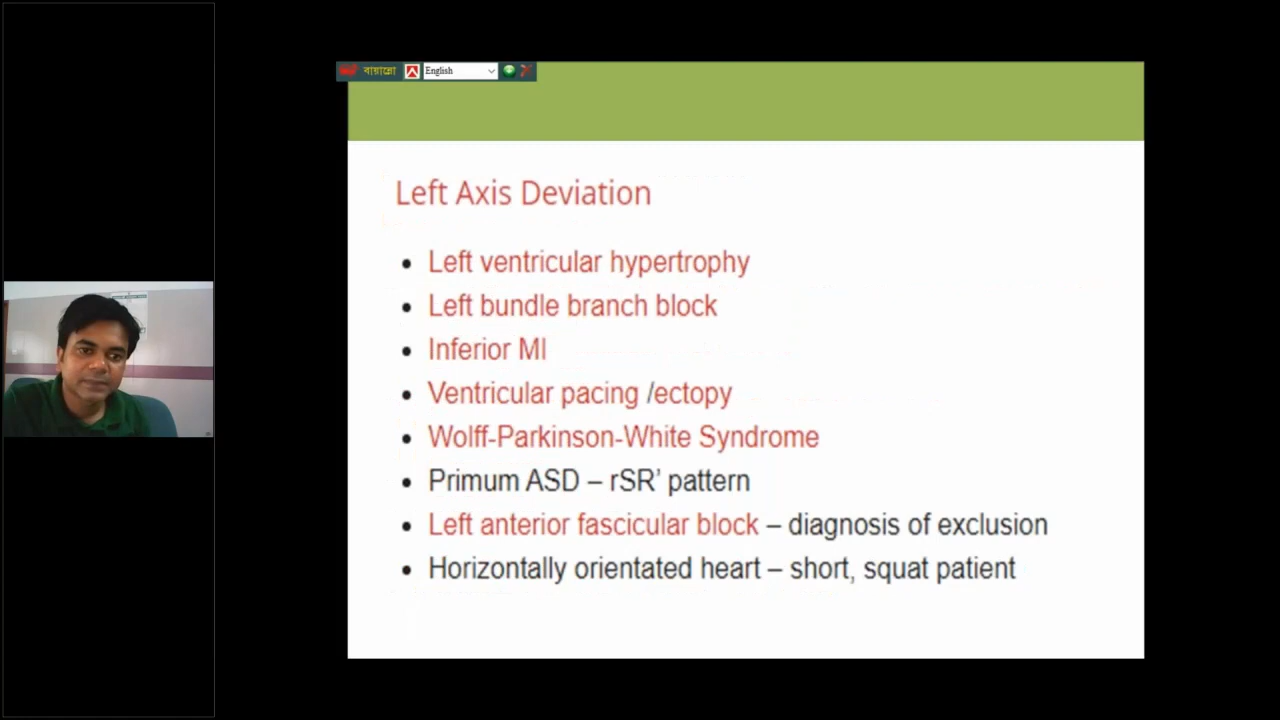 বায়ান্নো English
Left Axis Deviation
• Left ventricular hypertrophy
• Left bundle branch block
• Inferior MI
• Ventricular pacing /ectopy
• Wolff-Parkinson-White Syndrome
• Primum ASD – rSR’ pattern
• Left anterior fascicular block – diagnosis of exclusion
• Horizontally orientated heart – short, squat patient